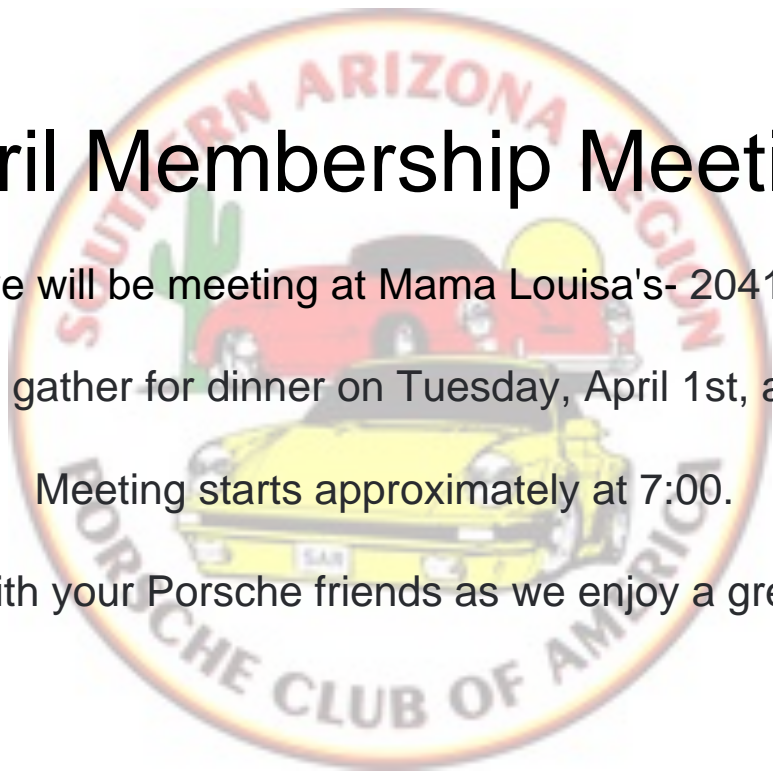 SOUTHERN ARIZONA REGION
ril Membership Meeti
e will be meeting at Mama Louisa's- 2041
gather for dinner on Tuesday, April 1st, a
Meeting starts approximately at 7:00.
ith your Porsche friends as we enjoy a gre
SAR
PORSCHE CLUB OF AMERICA